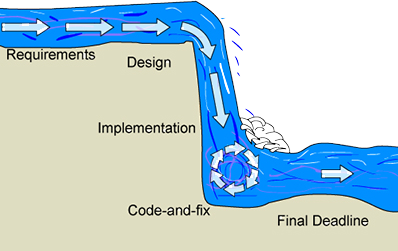 Requirements
Design
Implementation
Code-and-fix
Final Deadline